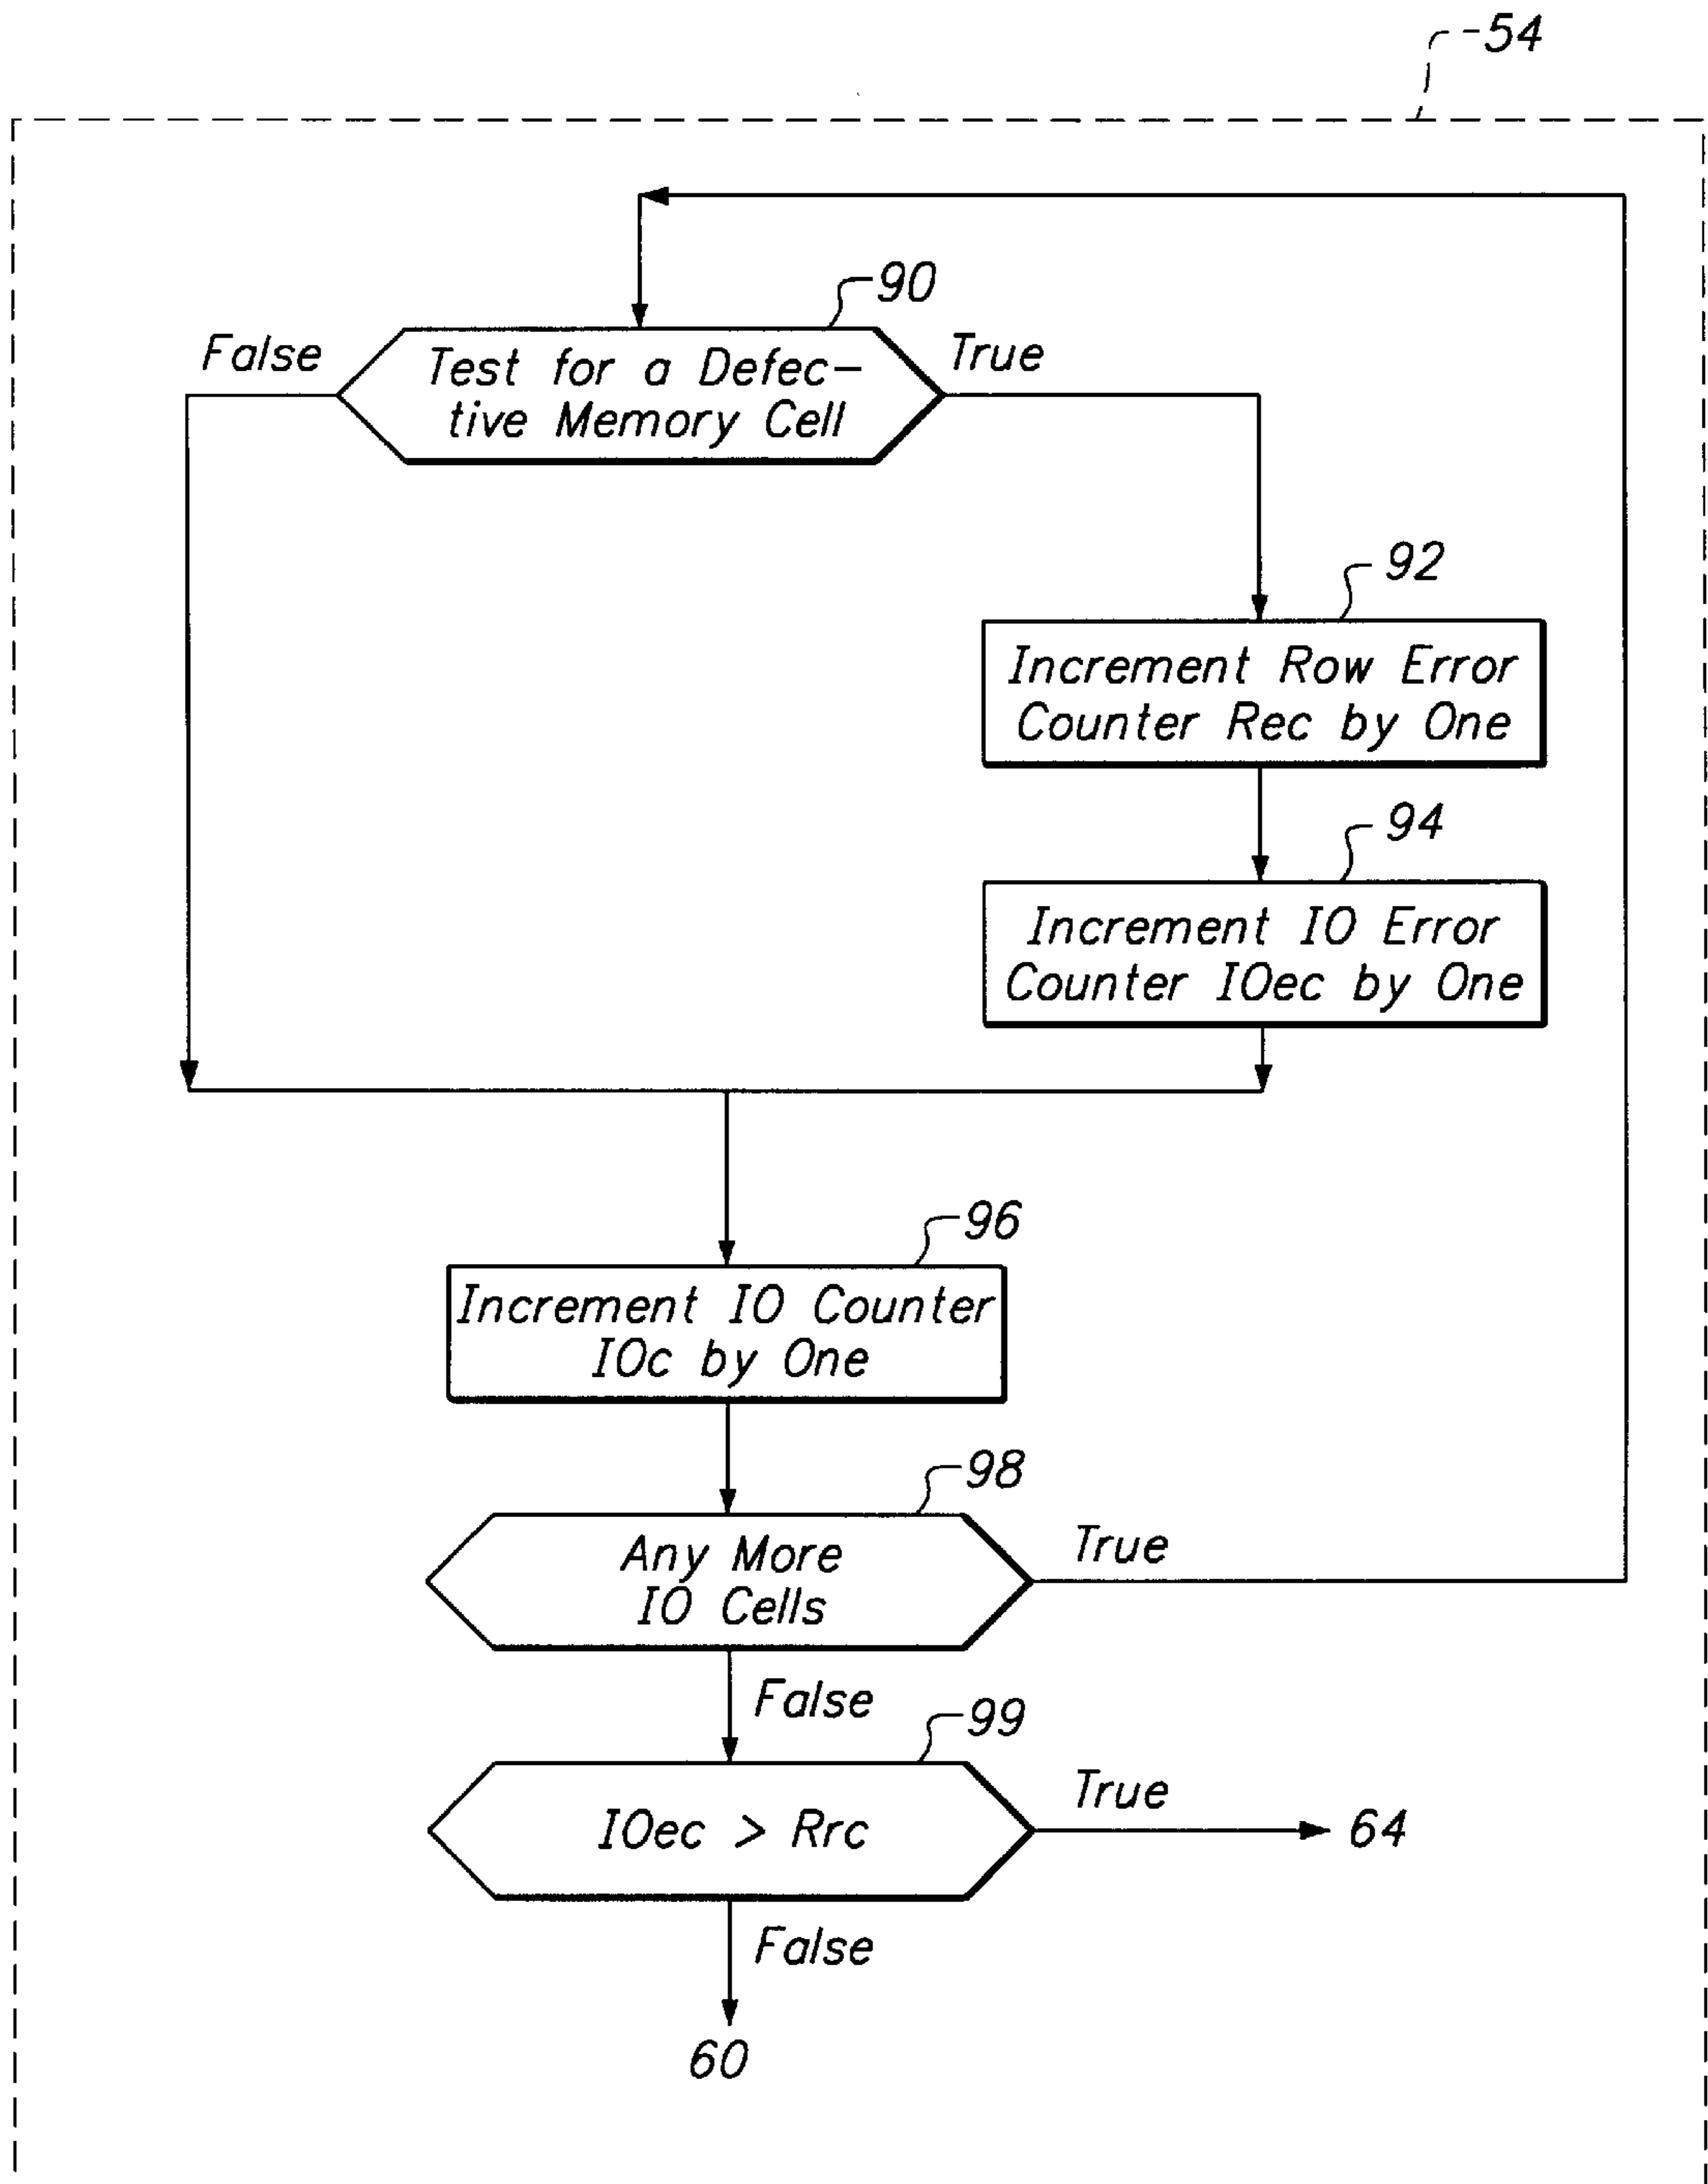 54
90
False
True
Test for a Defec-
tive Memory Cell
92
Increment Row Error
Counter Rec by One
94
Increment IO Error
Counter IOec by One
96
Increment IO Counter
IOc by One
98
Any More
IO Cells
True
False
99
IOec > Rrc
True
64
False
60